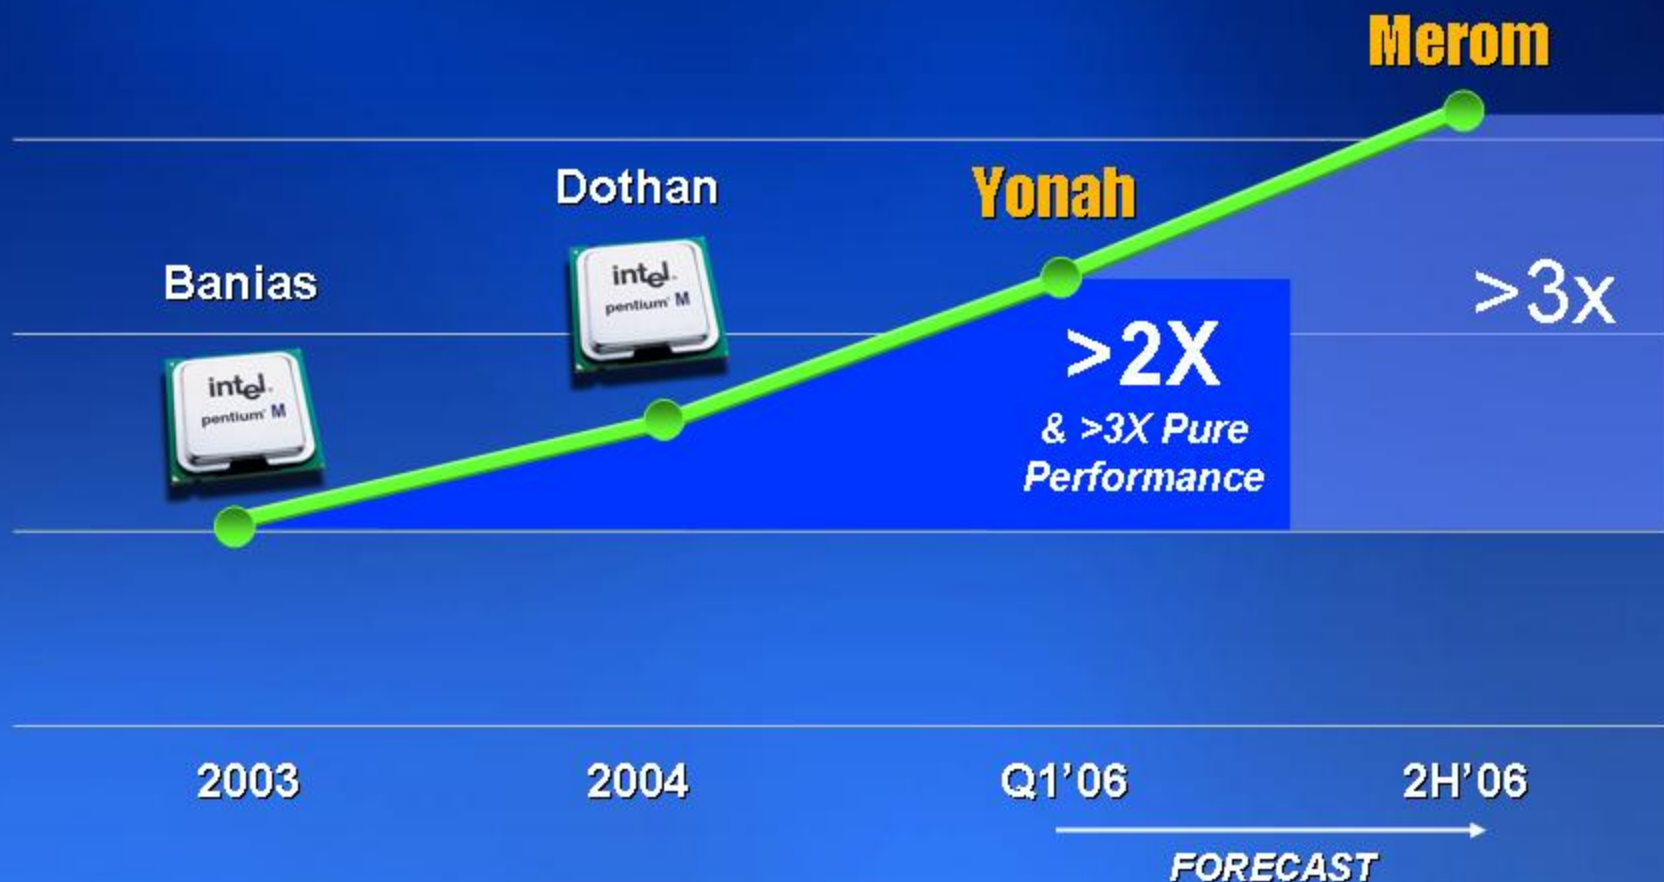 Merom
Dothan
Yonah
Banias
>3x
intel.
pentium® M
>2X
intel.
pentium® M
& >3X Pure
Performance
2003
2004
Q1’06
2H’06
FORECAST